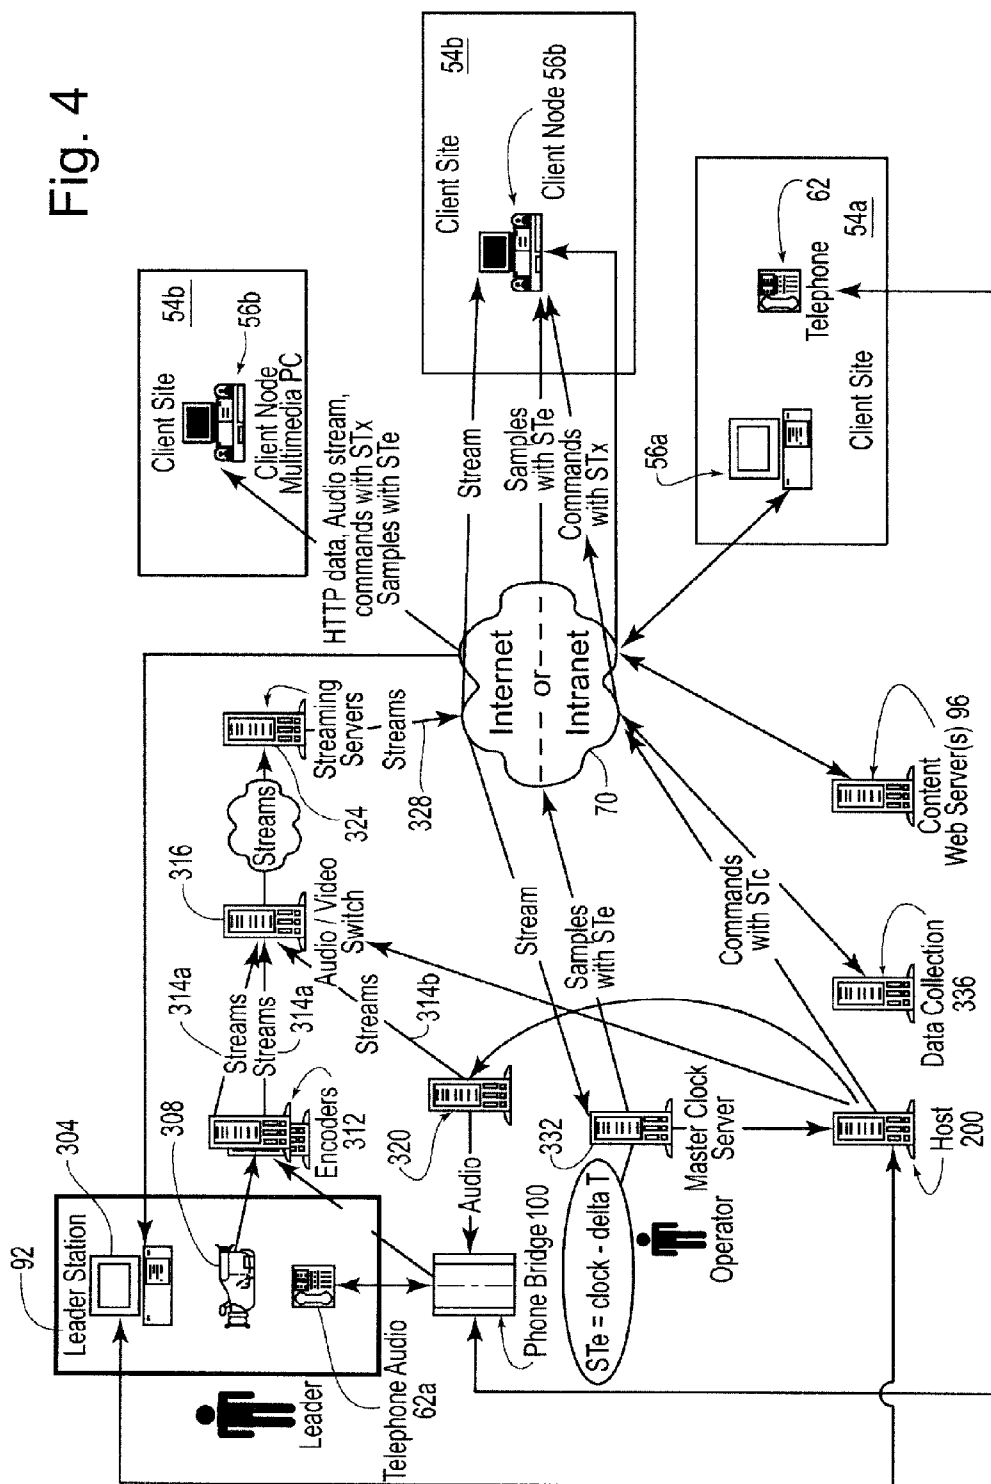 Fig. 4
92
Leader Station
304
308
Leader
Telephone Audio
62a
Encoders
312
314a
Streams
Streams
314a
316
Audio / Video
Switch
Streams
314b
Streams
324
Streaming
Servers
Streams
328
320
Audio
Phone Bridge 100
STe = clock - delta T
Operator
332
Master Clock
Server
Host
200
Stream
Samples
with STe
Commands
with STc
Data Collection
336
Content
Web Server(s) 96
70
Internet
or
Intranet
HTTP data, Audio stream,
commands with STx
Samples with STe
Client Site
54b
56b
Client Node
Multimedia PC
Stream
Samples
with STe
Commands
with STx
Client Site
54b
Client Node 56b
56a
Client Site
Telephone
62
54a